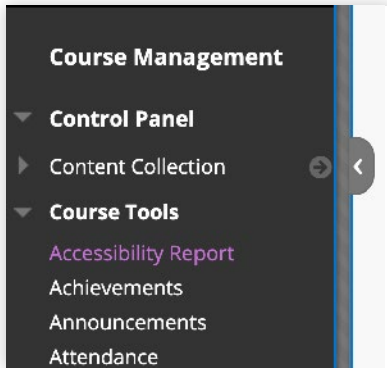 Course Management
Control Panel
Content Collection
Course Tools
Accessibility Report
Achievements
Announcements
Attendance